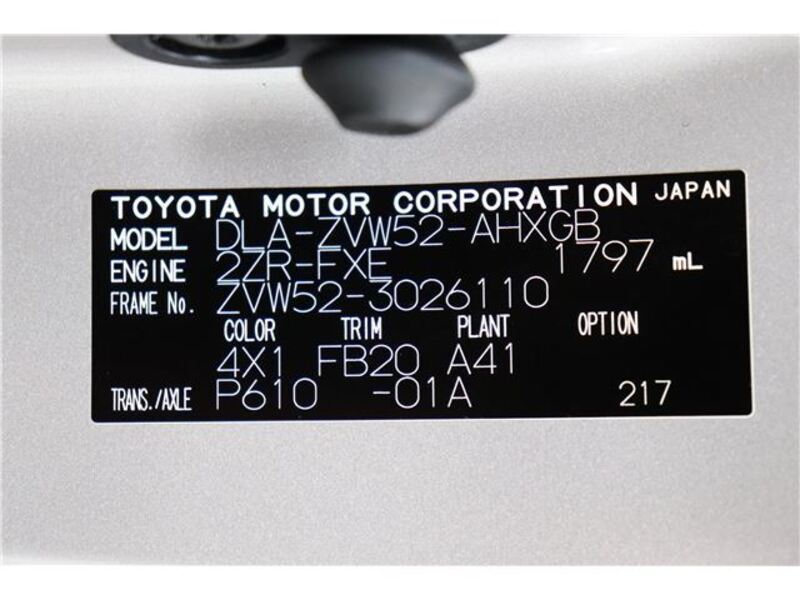 TOYOTA MOTOR CORPORATION JAPAN
MODEL DLA-ZVW52-AHXGB
ENGINE 2ZR-FXE 1797 mL
FRAME No. ZVW52-3026110
COLOR TRIM PLANT OPTION
4X1 FB20 A41
TRANS./AXLE P610 -01A 217